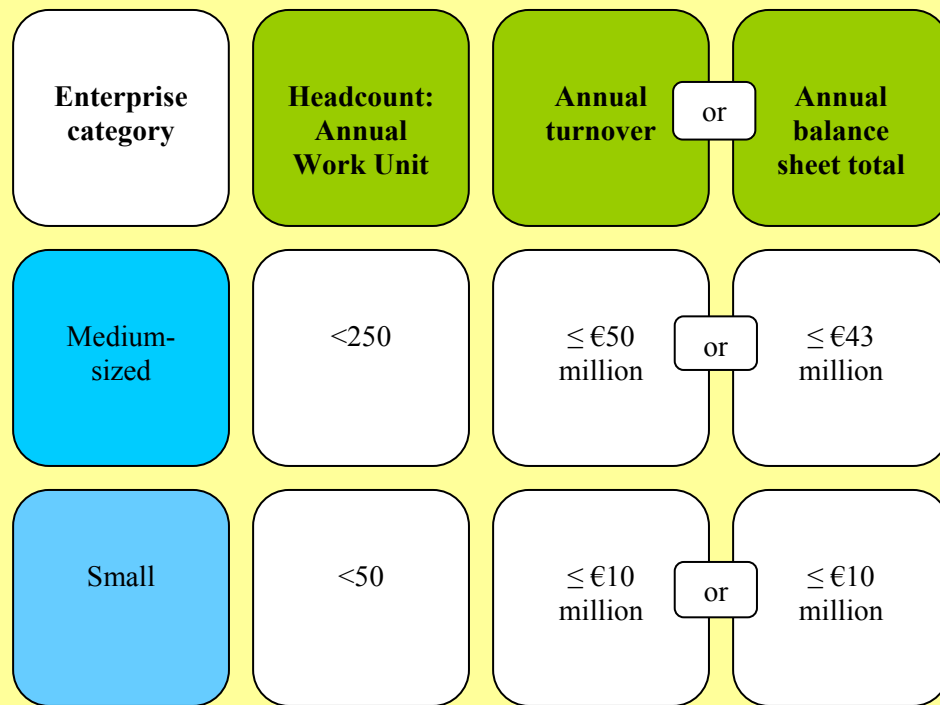 Enterprise
category
Headcount:
Annual
Work Unit
Annual
turnover
or
Annual
balance
sheet total
Medium-
sized
<250
≤ €50
million
or
≤ €43
million
Small
<50
≤ €10
million
or
≤ €10
million